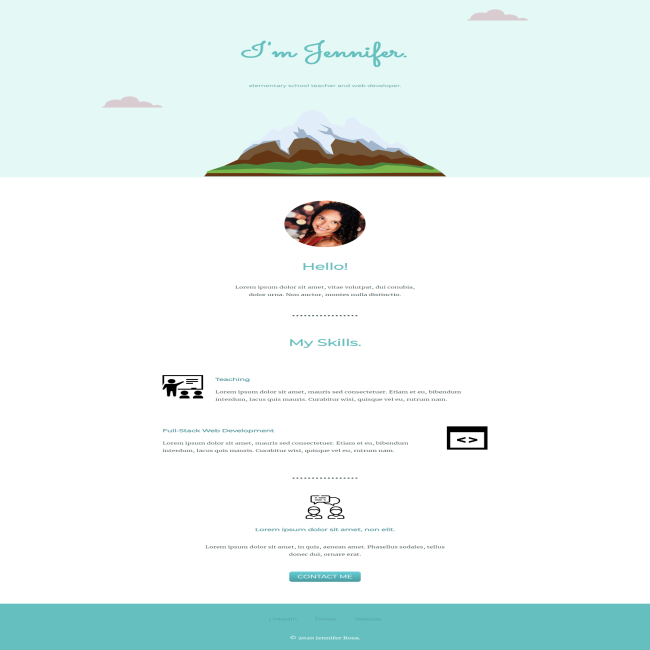 I'm Jennifer.
elementary school teacher and web developer.
Hello!
Lorem ipsum dolor sit amet, vitae volutpat, dui conubia,
dolor urna. Non auctor, montes nulla distinctio.
My Skills.
Teaching
Lorem ipsum dolor sit amet, mauris sed consectetuer. Etiam et eu, bibendum
interdum, lacus quis mauris. Curabitur wisi, quisque vel eu, rutrum nam.
Full-Stack Web Development
Lorem ipsum dolor sit amet, mauris sed consectetuer. Etiam et eu, bibendum
interdum, lacus quis mauris. Curabitur wisi, quisque vel eu, rutrum nam.
<>
Lorem ipsum dolor sit amet, non elit.
Lorem ipsum dolor sit amet, in quis, aenean amet. Phasellus sodales, tellus
donec dui, ornare erat.
CONTACT ME
LinkedIn Twitter Website
© 2020 Jennifer Rosa.